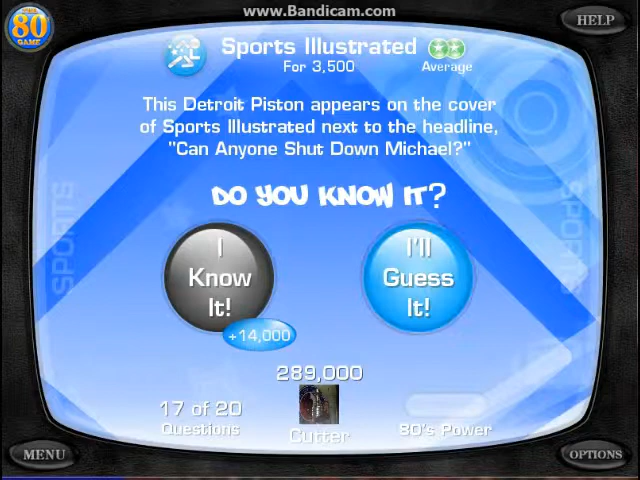 www.Bandicam.com
80
GAME
HELP
Sports Illustrated
For 3,500
Average
This Detroit Piston appears on the cover
of Sports Illustrated next to the headline,
"Can Anyone Shut Down Michael?"
DO YOU KNOW IT?
SPORTS
SPORTS
I
Know
It!
+14,000
I'll
Guess
It!
289,000
17 of 20
Questions
Cutter
80's Power
MENU
OPTIONS